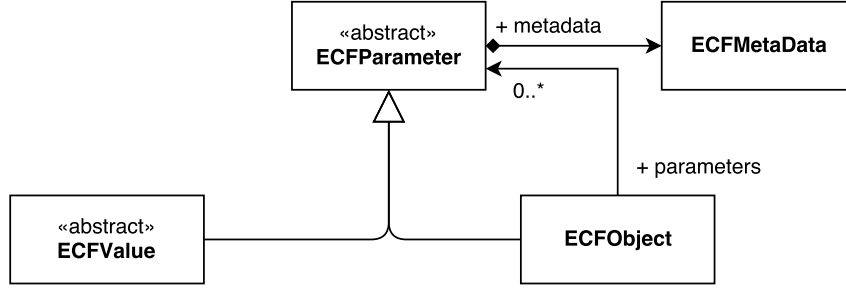 «abstract»
ECFParameter
+ metadata
ECFMetaData
0..*
+ parameters
«abstract»
ECFValue
ECFObject